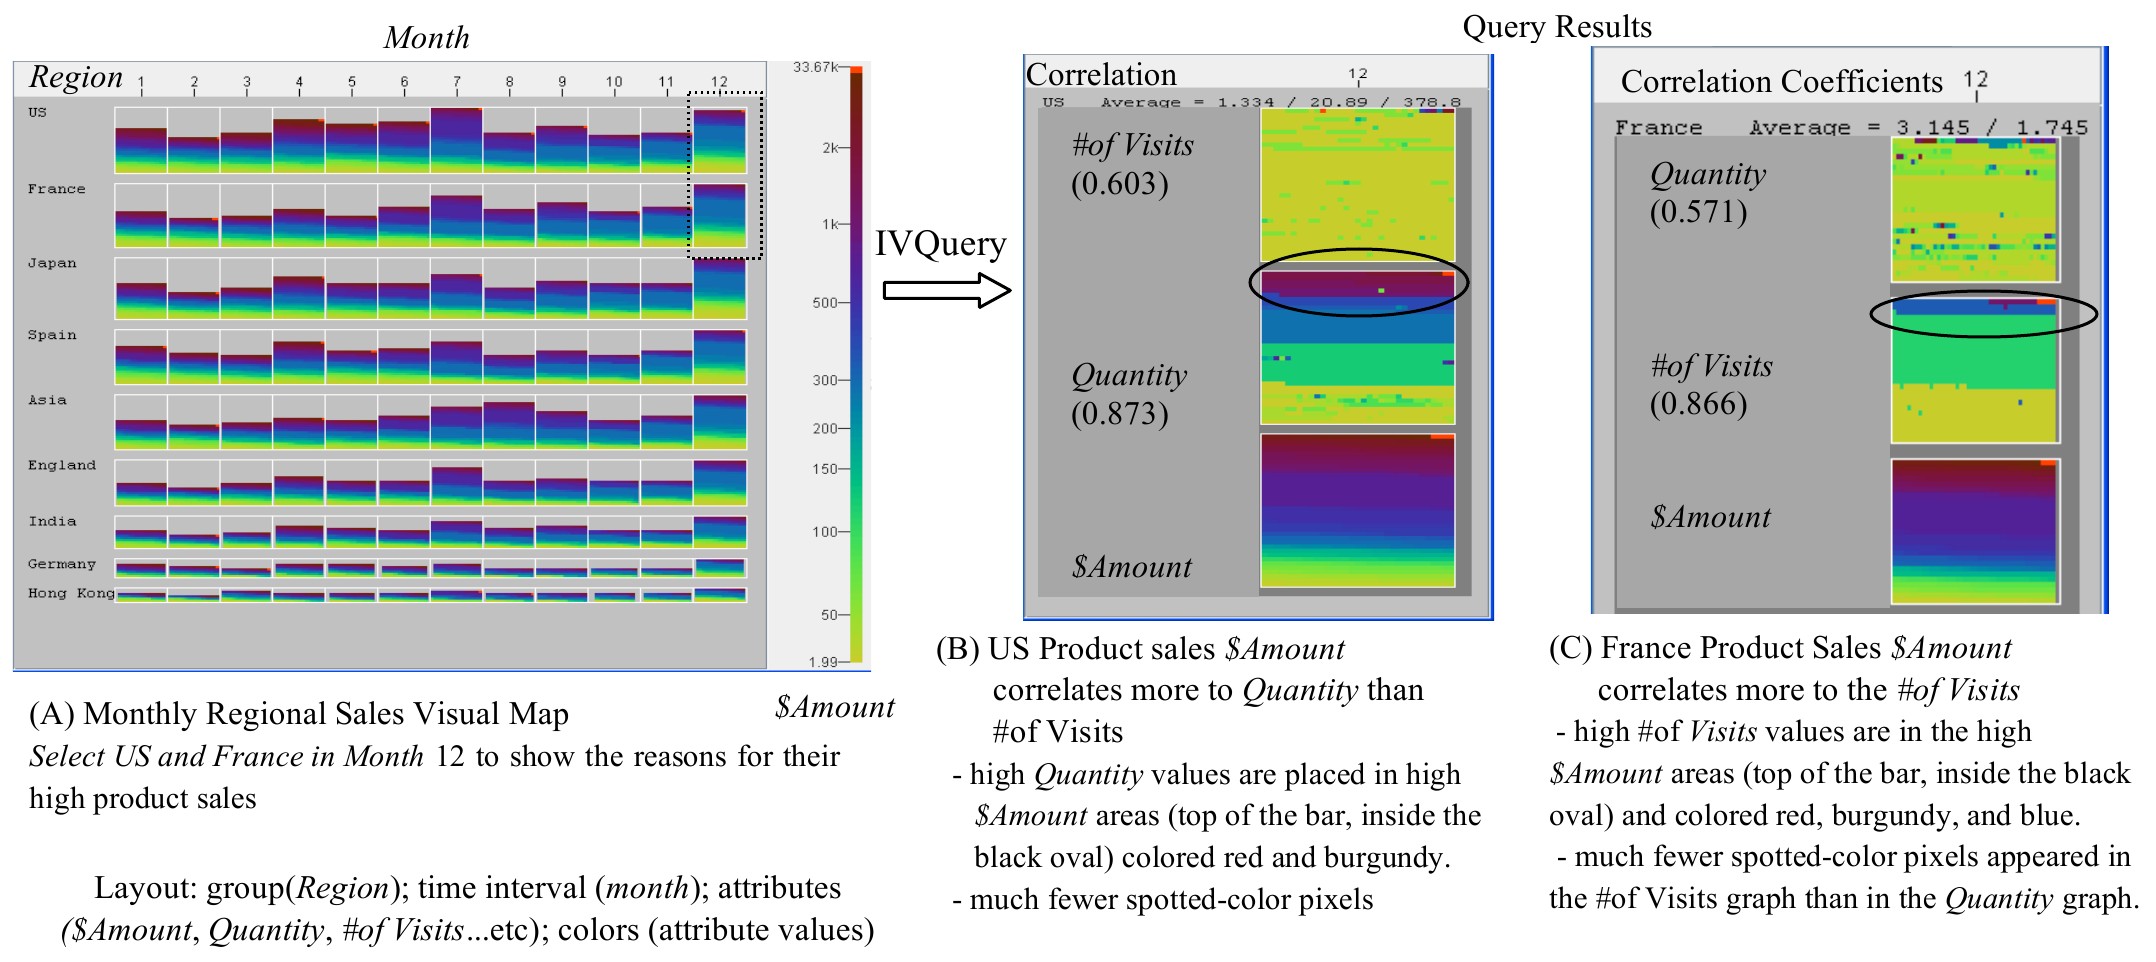 Query Results
Month
Region 1 2 3 4 5 6 7 8 9 10 11 12
US
France
Japan
Spain
Asia
England
India
Germany
Hong Kong
33.67k
2k
1k
500
300
200
150
100
50
1.99
$Amount
IVQuery
Correlation 12
US Average = 1.334 / 20.89 / 378.8
#of Visits
(0.603)
Quantity
(0.873)
$Amount
Correlation Coefficients 12
France Average = 3.145 / 1.745
Quantity
(0.571)
#of Visits
(0.866)
$Amount
(A) Monthly Regional Sales Visual Map
Select US and France in Month 12 to show the reasons for their
high product sales
Layout: group(Region); time interval (month); attributes
($Amount, Quantity, #of Visits...etc); colors (attribute values)
(B) US Product sales $Amount
correlates more to Quantity than
#of Visits
- high Quantity values are placed in high
$Amount areas (top of the bar, inside the
black oval) colored red and burgundy.
- much fewer spotted-color pixels
(C) France Product Sales $Amount
correlates more to the #of Visits
- high #of Visits values are in the high
$Amount areas (top of the bar, inside the black
oval) and colored red, burgundy, and blue.
- much fewer spotted-color pixels appeared in
the #of Visits graph than in the Quantity graph.